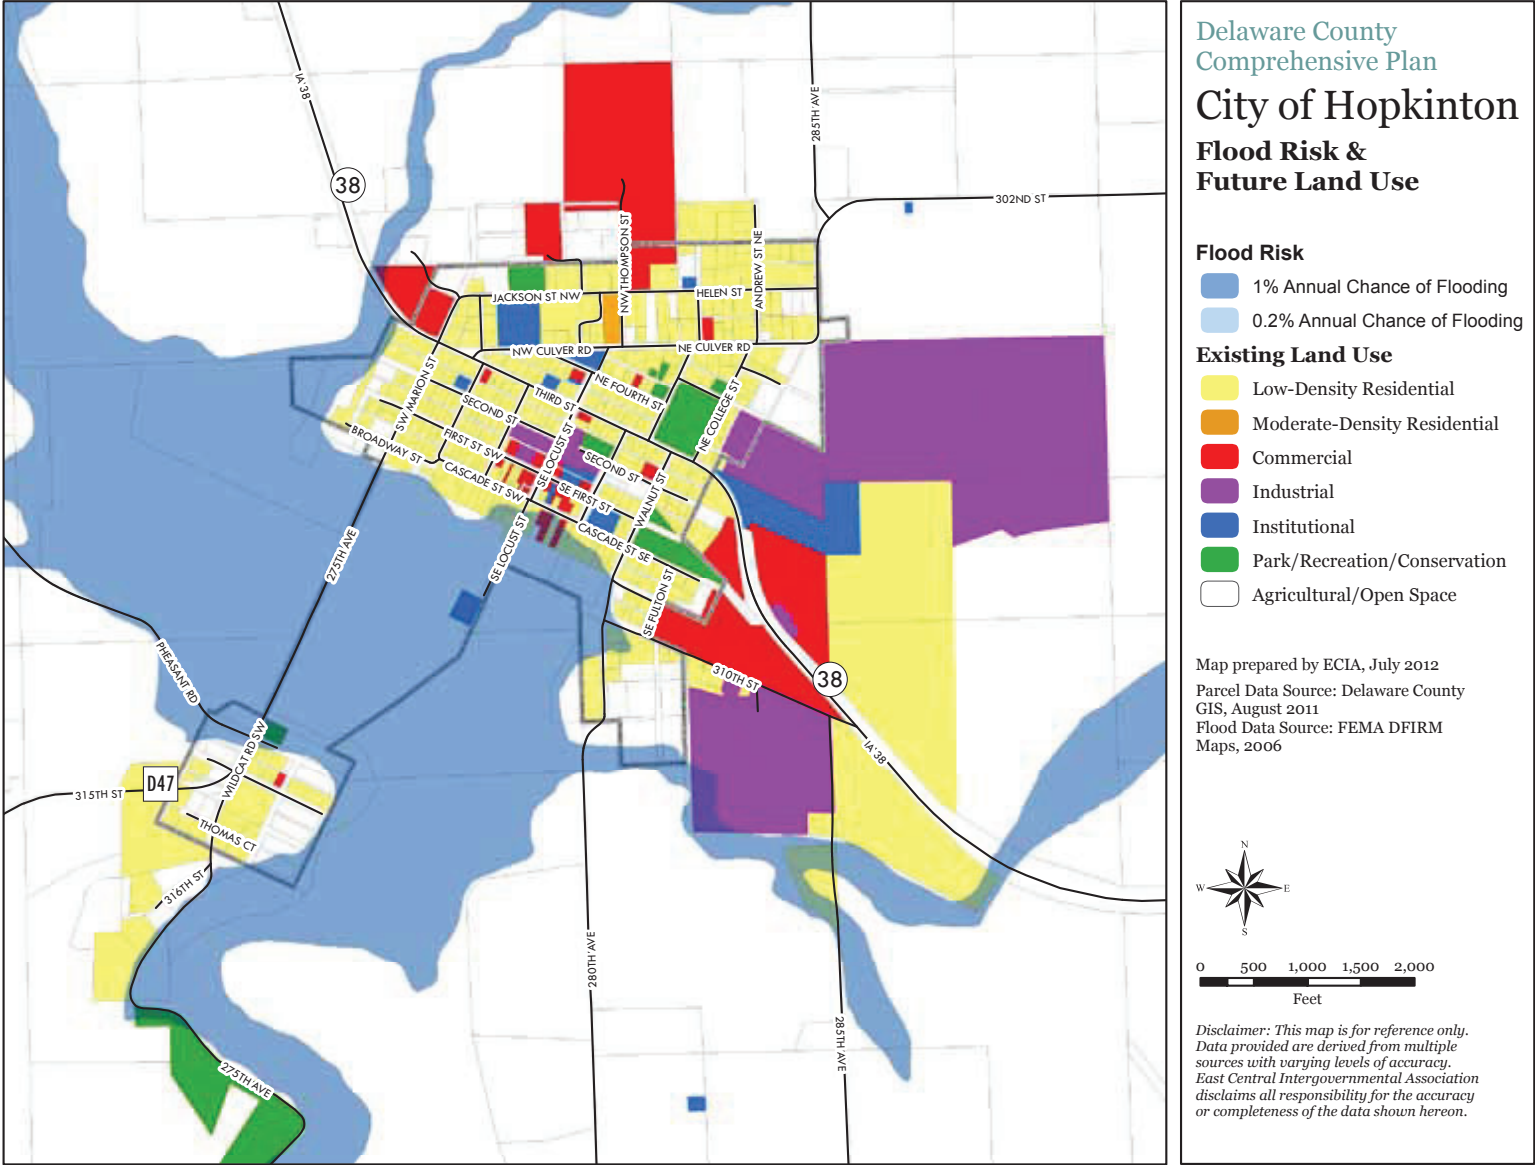 Delaware County
Comprehensive Plan
City of Hopkinton
Flood Risk &
Future Land Use
Flood Risk
1% Annual Chance of Flooding
0.2% Annual Chance of Flooding
Existing Land Use
Low-Density Residential
Moderate-Density Residential
Commercial
Industrial
Institutional
Park/Recreation/Conservation
Agricultural/Open Space
Map prepared by ECIA, July 2012
Parcel Data Source: Delaware County
GIS, August 2011
Flood Data Source: FEMA DFIRM
Maps, 2006
N
W E
S
0 500 1,000 1,500 2,000
Feet
Disclaimer: This map is for reference only.
Data provided are derived from multiple
sources with varying levels of accuracy.
East Central Intergovernmental Association
disclaims all responsibility for the accuracy
or completeness of the data shown hereon.
IA 38
38
285TH AVE
302ND ST
NW THOMPSON ST
ANDREW ST NE
JACKSON ST NW
HELEN ST
NW CULVER RD
NE CULVER RD
SW MARION ST
NE FOURTH ST
THIRD ST
SECOND ST
NE COLLEGE ST
BROADWAY ST
FIRST ST SW
SE LOCUST ST
SECOND ST
CASCADE ST SW
SE FIRST ST
WALNUT ST
CASCADE ST SE
SE LOCUST ST
275TH AVE
SE FULTON ST
PHEASANT RD
310TH ST
38
IA 38
WILDCAT RD SW
D47
315TH ST
THOMAS CT
316TH ST
280TH AVE
285TH AVE
275TH AVE